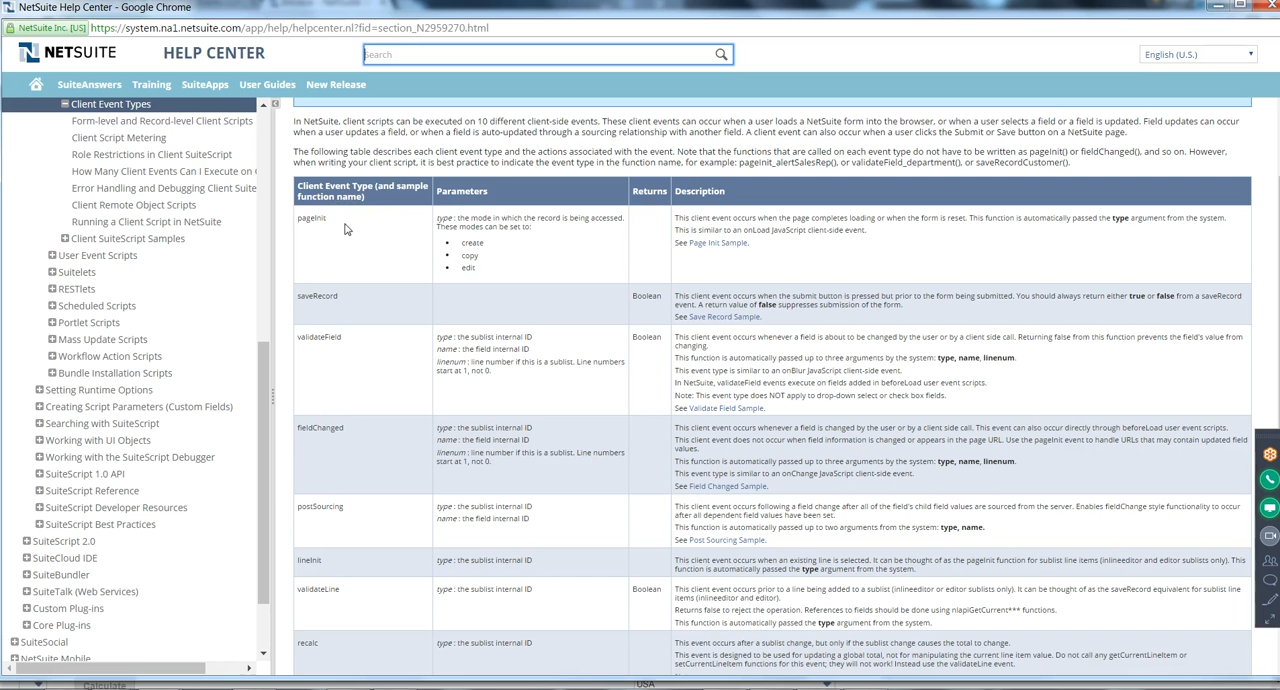 NetSuite Help Center - Google Chrome
NetSuite Inc. [US] https://system.na1.netsuite.com/app/help/helpcenter.nl?fid=section_N2959270.html
NETSUITE HELP CENTER
Search
English (U.S.)
SuiteAnswers Training SuiteApps User Guides New Release
Client Event Types
Form-level and Record-level Client Scripts
Client Script Metering
Role Restrictions in Client SuiteScript
How Many Client Events Can I Execute on
Error Handling and Debugging Client Suite
Client Remote Object Scripts
Running a Client Script in NetSuite
Client SuiteScript Samples
User Event Scripts
Suitelets
RESTlets
Scheduled Scripts
Portlet Scripts
Mass Update Scripts
Workflow Action Scripts
Bundle Installation Scripts
Setting Runtime Options
Creating Script Parameters (Custom Fields)
Searching with SuiteScript
Working with UI Objects
Working with the SuiteScript Debugger
SuiteScript 1.0 API
SuiteScript Reference
SuiteScript Developer Resources
SuiteScript Best Practices
SuiteScript 2.0
SuiteCloud IDE
SuiteBundler
SuiteTalk (Web Services)
Custom Plug-ins
Core Plug-ins
SuiteSocial
NetSuite Mobile
In NetSuite, client scripts can be executed on 10 different client-side events. These client events can occur when a user loads a NetSuite form into the browser, or when a user selects a field or a field is updated. Field updates can occur
when a user updates a field, or when a field is auto-updated through a sourcing relationship with another field. A client event can also occur when a user clicks the Submit or Save button on a NetSuite page.
The following table describes each client event type and the actions associated with the event. Note that the functions that are called on each event type do not have to be written as pageInit() or fieldChanged(), and so on. However,
when writing your client script, it is best practice to indicate the event type in the function name, for example: pageInit_alertSalesRep(), or validateField_department(), or saveRecordCustomer().
Client Event Type (and sample
function name)
Parameters
Returns
Description
pageInit
type : the mode in which the record is being accessed.
These modes can be set to:
• create
• copy
• edit
This client event occurs when the page completes loading or when the form is reset. This function is automatically passed the type argument from the system.
This is similar to an onLoad JavaScript client-side event.
See Page Init Sample.
saveRecord
Boolean
This client event occurs when the submit button is pressed but prior to the form being submitted. You should always return either true or false from a saveRecord
event. A return value of false suppresses submission of the form.
See Save Record Sample.
validateField
type : the sublist internal ID
name : the field internal ID
linenum : line number if this is a sublist. Line numbers
start at 1, not 0.
Boolean
This client event occurs whenever a field is about to be changed by the user or by a client side call. Returning false from this function prevents the field's value from
changing.
This function is automatically passed up to three arguments by the system: type, name, linenum.
This event type is similar to an onBlur JavaScript client-side event.
In NetSuite, validateField events execute on fields added in beforeLoad user event scripts.
Note: This event type does NOT apply to drop-down select or check box fields.
See Validate Field Sample.
fieldChanged
type : the sublist internal ID
name : the field internal ID
linenum : line number if this is a sublist. Line numbers
start at 1, not 0.
This client event occurs whenever a field is changed by the user or by a client side call. This event can also occur directly through beforeLoad user event scripts.
This client event does not occur when field information is changed or appears in the page URL. Use the pageInit event to handle URLs that may contain updated field
values.
This function is automatically passed up to three arguments by the system: type, name, linenum.
This event type is similar to an onChange JavaScript client-side event.
See Field Changed Sample.
postSourcing
type : the sublist internal ID
name : the field internal ID
This client event occurs following a field change after all of the field's child field values are sourced from the server. Enables fieldChange style functionality to occur
after all dependent field values have been set.
This function is automatically passed up to two arguments from the system: type, name.
See Post Sourcing Sample.
lineInit
type : the sublist internal ID
This client event occurs when an existing line is selected. It can be thought of as the pageInit function for sublist line items (inlineeditor and editor sublists only). This
function is automatically passed the type argument from the system.
validateLine
type : the sublist internal ID
Boolean
This client event occurs prior to a line being added to a sublist (inlineeditor or editor sublists only). It can be thought of as the saveRecord equivalent for sublist line
items (inlineeditor and editor).
Returns false to reject the operation. References to fields should be done using nlapiGetCurrent*** functions.
This function is automatically passed the type argument from the system.
recalc
type : the sublist internal ID
This event occurs after a sublist change, but only if the sublist change causes the total to change.
This event is designed to be used for updating a global total, not for manipulating the current line item value. Do not call any getCurrentLineItem or
setCurrentLineItem functions for this event; they will not work! Instead use the validateLine event.
Calculate
USA